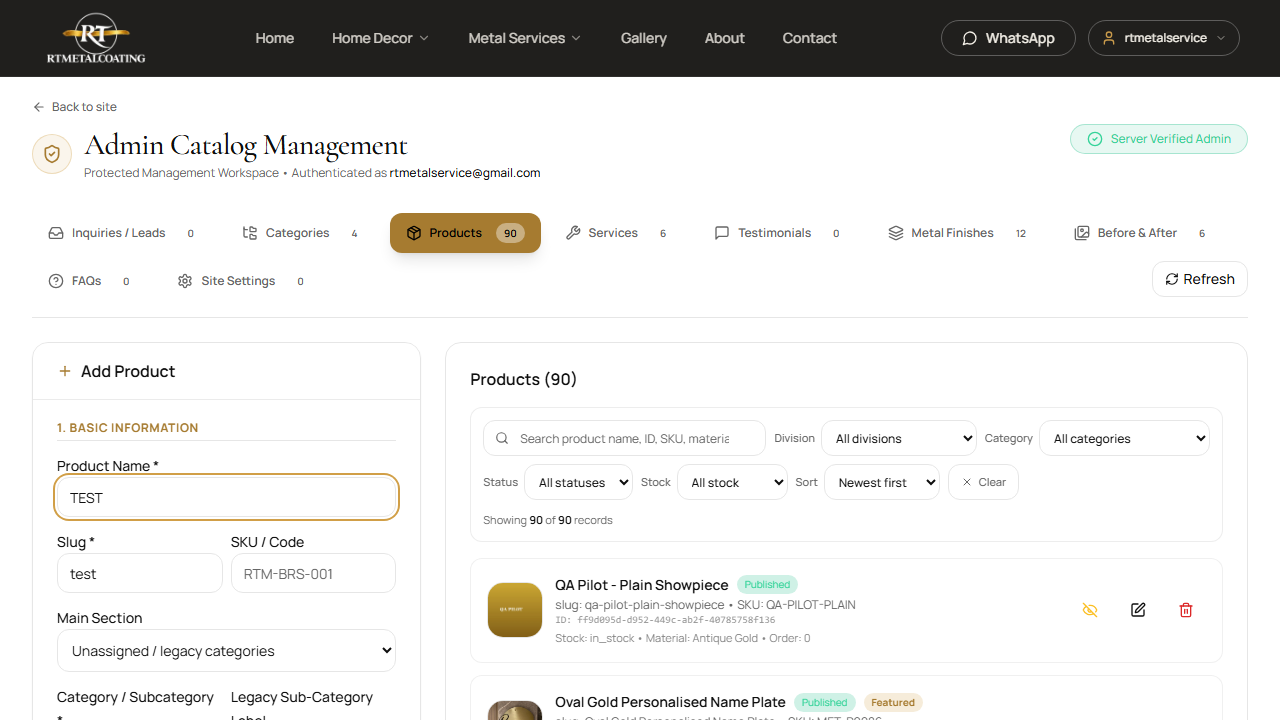 RT
RTMETALCOATING
Home
Home Decor
Metal Services
Gallery
About
Contact
WhatsApp
rtmetalservice
Back to site
Admin Catalog Management
Protected Management Workspace • Authenticated as rtmetalservice@gmail.com
Server Verified Admin
Inquiries / Leads 0
Categories 4
Products 90
Services 6
Testimonials 0
Metal Finishes 12
Before & After 6
FAQs 0
Site Settings 0
Refresh
Add Product
1. BASIC INFORMATION
Product Name *
TEST
Slug *
SKU / Code
test
RTM-BRS-001
Main Section
Unassigned / legacy categories
Category / Subcategory
*
Legacy Sub-Category
Label
Products (90)
Search product name, ID, SKU, materia
Division
All divisions
Category
All categories
Status
All statuses
Stock
All stock
Sort
Newest first
Clear
Showing 90 of 90 records
QA PILOT
QA Pilot - Plain Showpiece
Published
slug: qa-pilot-plain-showpiece • SKU: QA-PILOT-PLAIN
ID: ff9d095d-d952-449c-ab2f-40785758f136
Stock: in_stock • Material: Antique Gold • Order: 0
Oval Gold Personalised Name Plate
Published
Featured